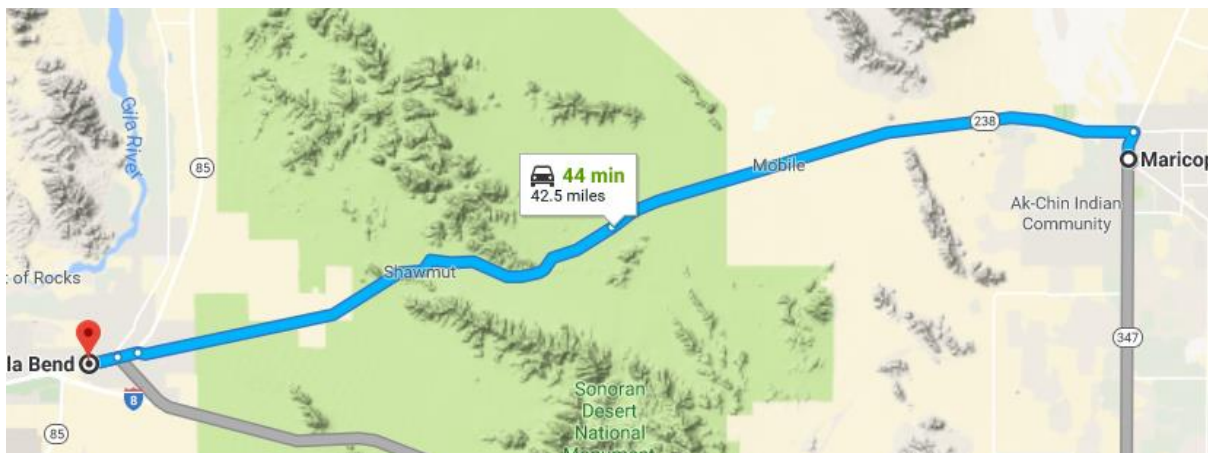 Gila River
85
238
Mobile
44 min
42.5 miles
Maricop
Ak-Chin Indian
Community
of Rocks
Shawmut
347
la Bend
8
Sonoran
Desert
National
Monument
85